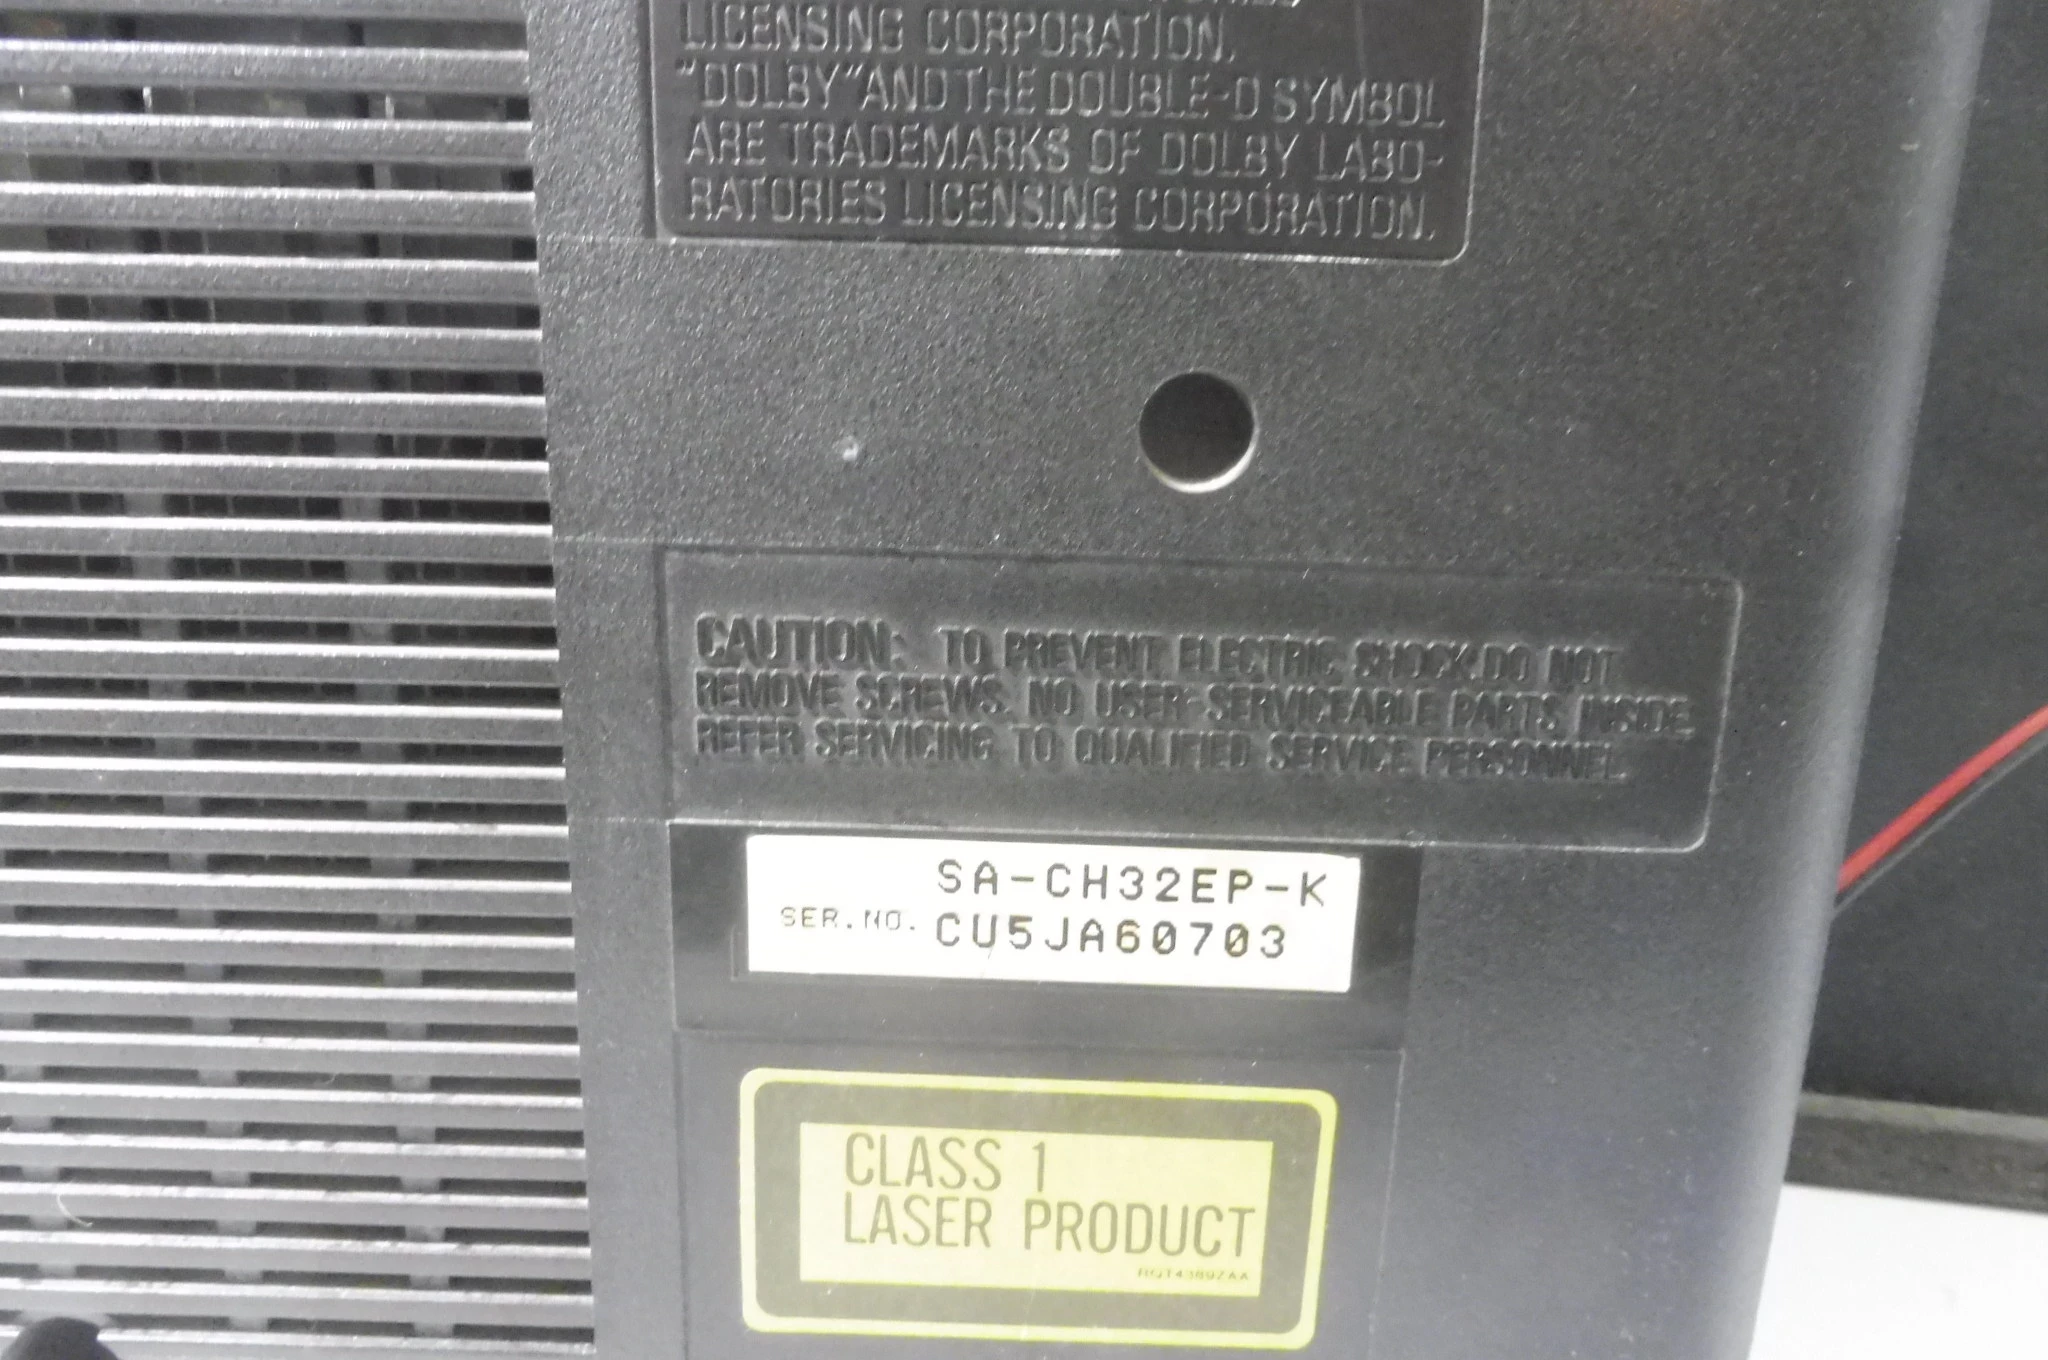 LICENSING CORPORATION.
"DOLBY" AND THE DOUBLE-D SYMBOL
ARE TRADEMARKS OF DOLBY LABO-
RATORIES LICENSING CORPORATION.
CAUTION: TO PREVENT ELECTRIC SHOCK.DO NOT
REMOVE SCREWS. NO USER-SERVICEABLE PARTS INSIDE.
REFER SERVICING TO QUALIFIED SERVICE PERSONNEL.
SA-CH32EP-K
SER.NO. CU5JA60703
CLASS 1
LASER PRODUCT